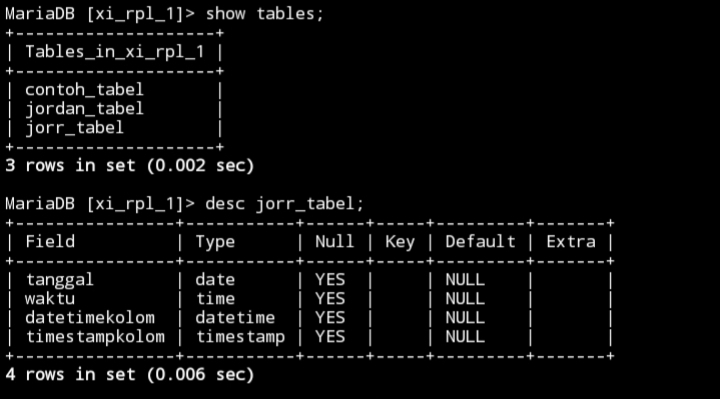 MariaDB [xi_rpl_1]> show tables;
+---------------------+
| Tables_in_xi_rpl_1 |
+---------------------+
| contoh_tabel |
| jordan_tabel |
| jorr_tabel |
+---------------------+
3 rows in set (0.002 sec)
MariaDB [xi_rpl_1]> desc jorr_tabel;
+-----------------+-----------+------+-----+---------+-------+
| Field | Type | Null | Key | Default | Extra |
+-----------------+-----------+------+-----+---------+-------+
| tanggal | date | YES | | NULL | |
| waktu | time | YES | | NULL | |
| datetimekolom | datetime | YES | | NULL | |
| timestampkolom | timestamp | YES | | NULL | |
+-----------------+-----------+------+-----+---------+-------+
4 rows in set (0.006 sec)